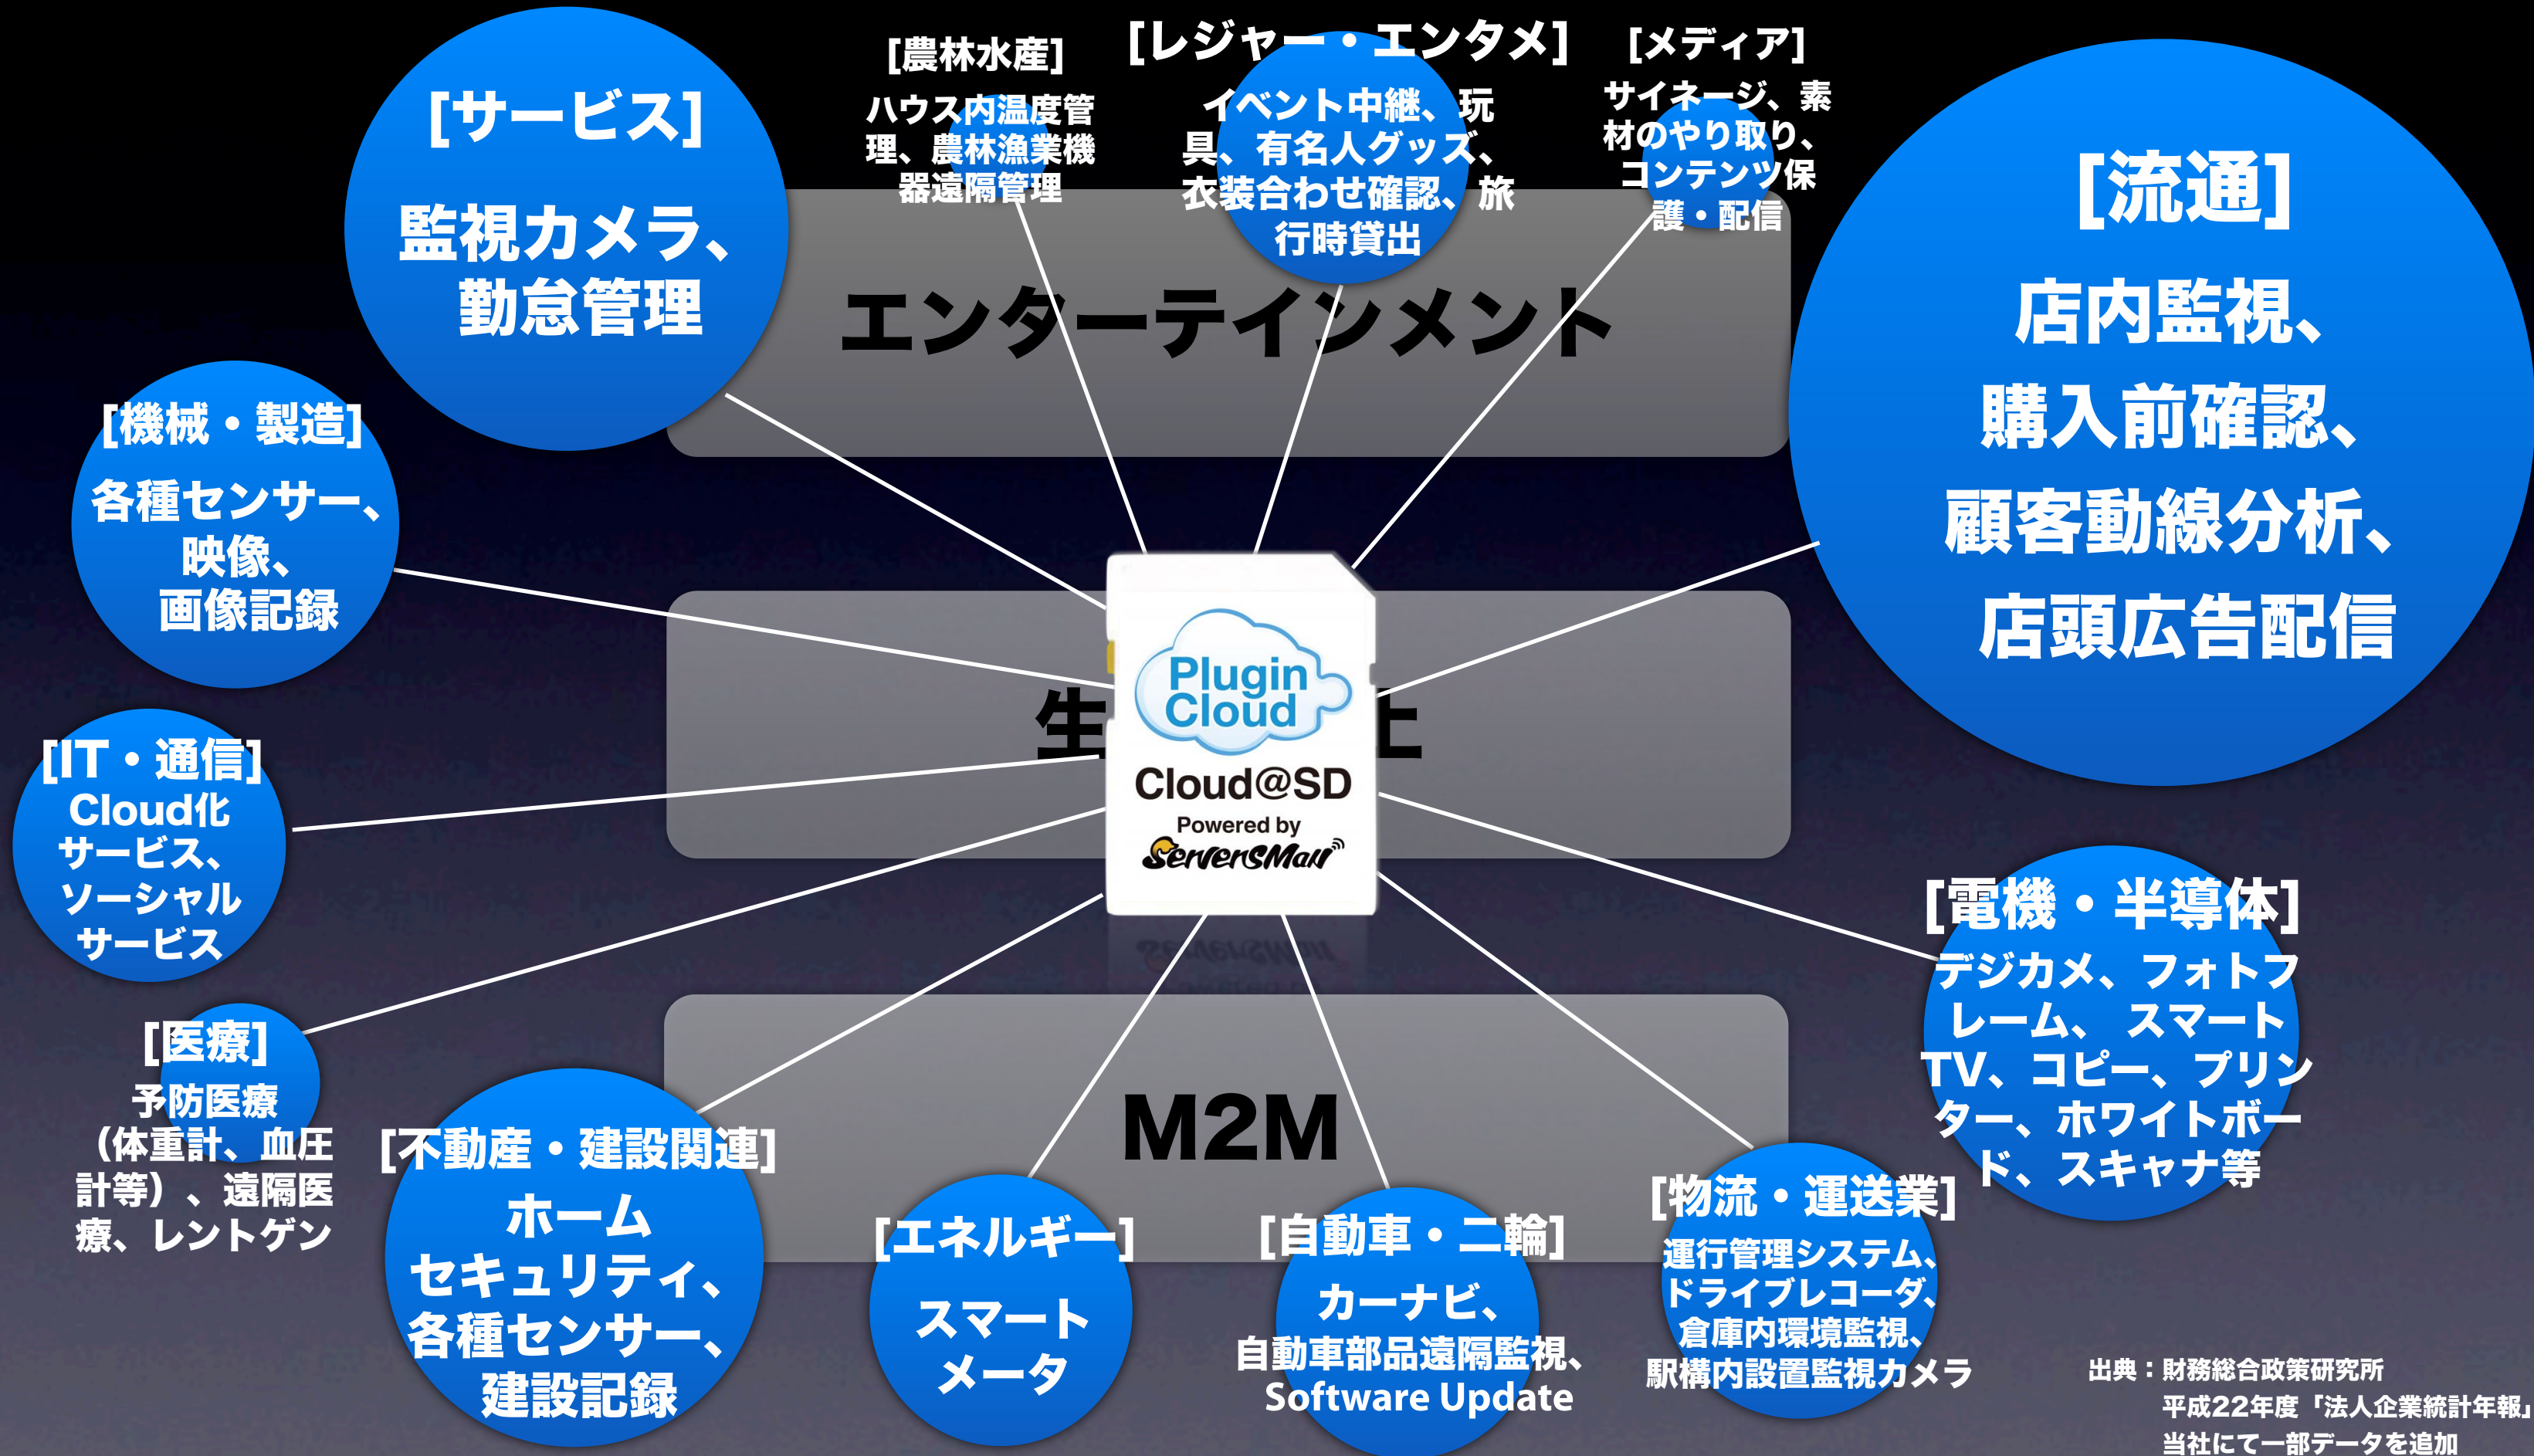 [サービス]
監視カメラ、
勤怠管理
[農林水産]
ハウス内温度管
理、農林漁業機
器遠隔管理
[レジャー・エンタメ]
イベント中継、玩
具、有名人グッズ、
衣装合わせ確認、旅
行時貸出
[メディア]
サイネージ、素
材のやり取り、
コンテンツ保
護・配信
[流通]
店内監視、
購入前確認、
顧客動線分析、
店頭広告配信
エンターテインメント
[機械・製造]
各種センサー、
映像、
画像記録
生
上
Plugin
Cloud
Cloud@SD
Powered by
ServersMan
[IT・通信]
Cloud化
サービス、
ソーシャル
サービス
[電機・半導体]
デジカメ、フォトフ
レーム、 スマート
TV、コピー、プリン
ター、ホワイトボー
ド、スキャナ等
[医療]
予防医療
（体重計、血圧
計等）、遠隔医
療、レントゲン
M2M
[不動産・建設関連]
ホーム
セキュリティ、
各種センサー、
建設記録
[エネルギー]
スマート
メータ
[自動車・二輪]
カーナビ、
自動車部品遠隔監視、
Software Update
[物流・運送業]
運行管理システム、
ドライブレコーダ、
倉庫内環境監視、
駅構内設置監視カメラ
出典：財務総合政策研究所
平成22年度「法人企業統計年報」
当社にて一部データを追加